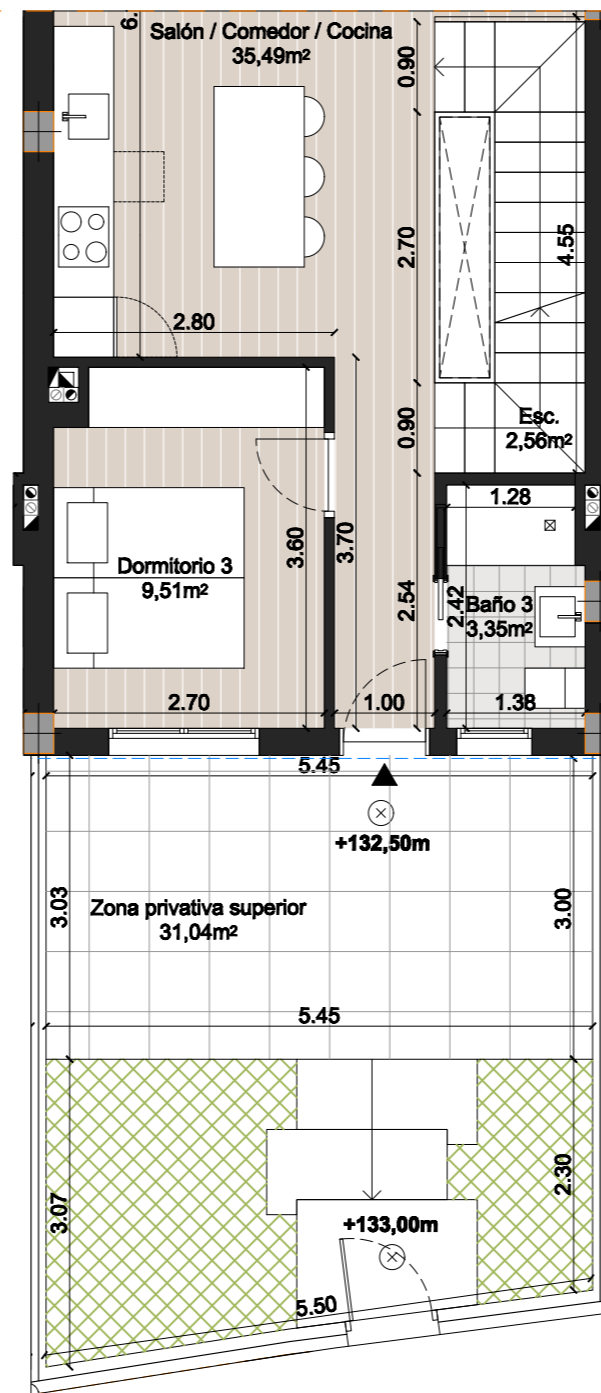 6.
Salón / Comedor / Cocina
35,49m²
0.90
2.70
4.55
2.80
Esc.
2,56m²
0.90
3.60
3.70
1.28
Dormitorio 3
9,51m²
2.54
2.42
Baño 3
3,35m²
2.70
1.00
1.38
5.45
+132,50m
3.03
3.00
Zona privativa superior
31,04m²
5.45
3.07
2.30
+133,00m
5.50